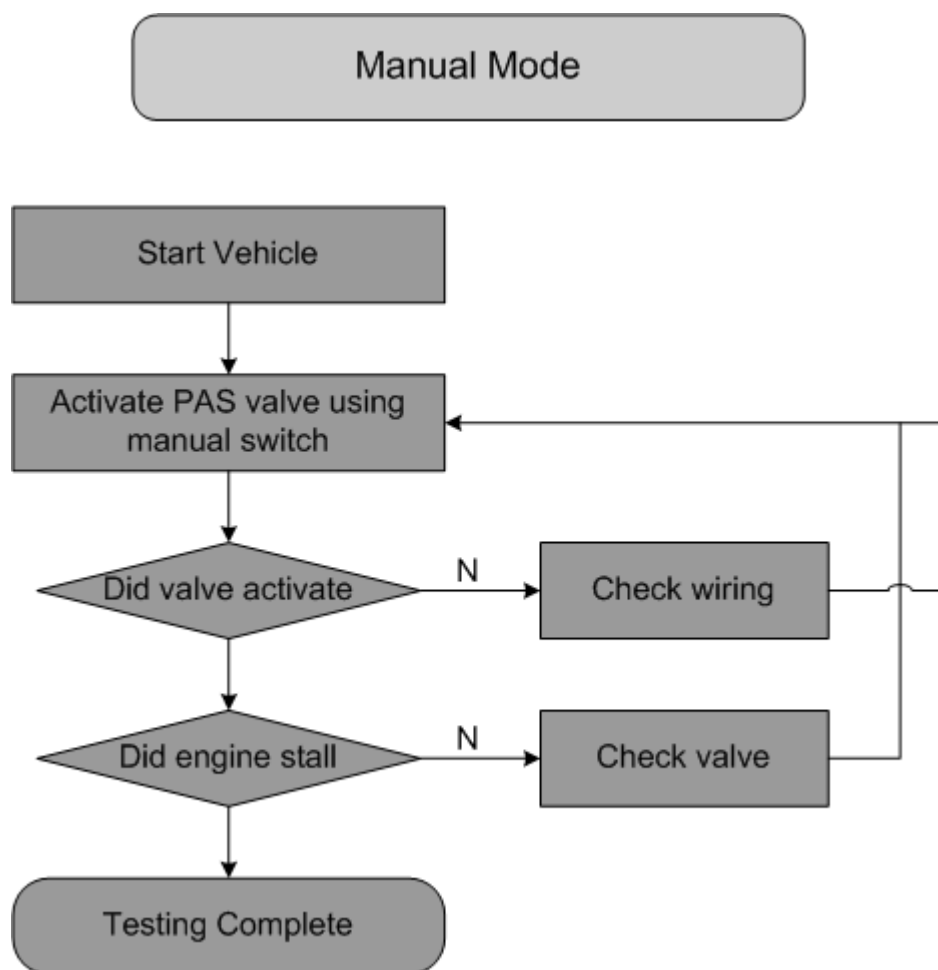 Manual Mode
Start Vehicle
Activate PAS valve using
manual switch
Did valve activate
N
Check wiring
Did engine stall
N
Check valve
Testing Complete